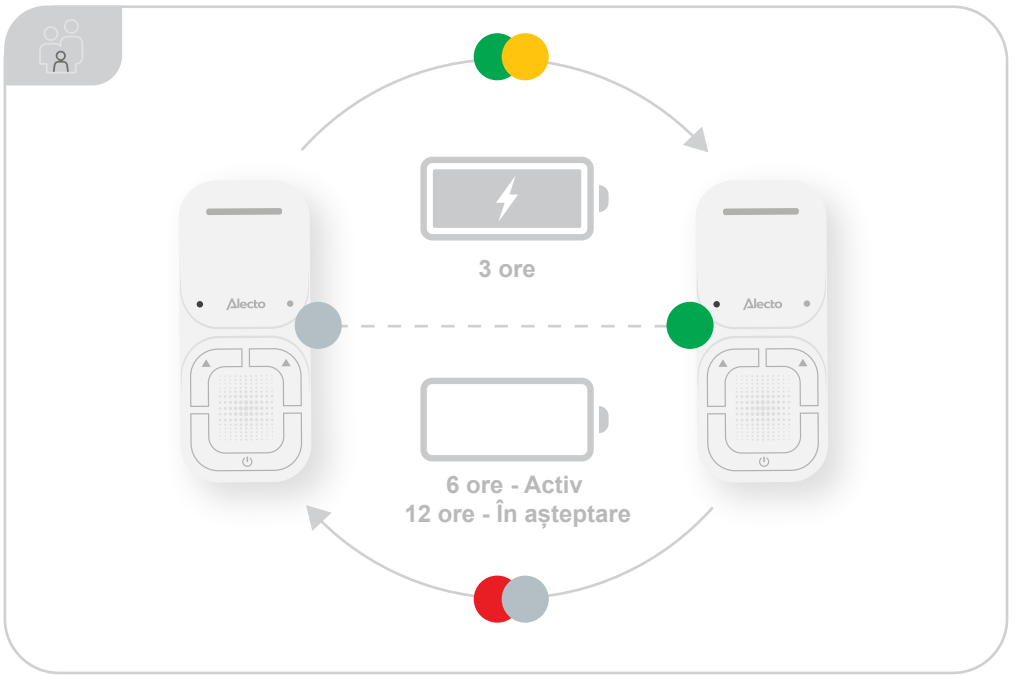 3 ore
Alecto
Alecto
6 ore - Activ
12 ore - În așteptare